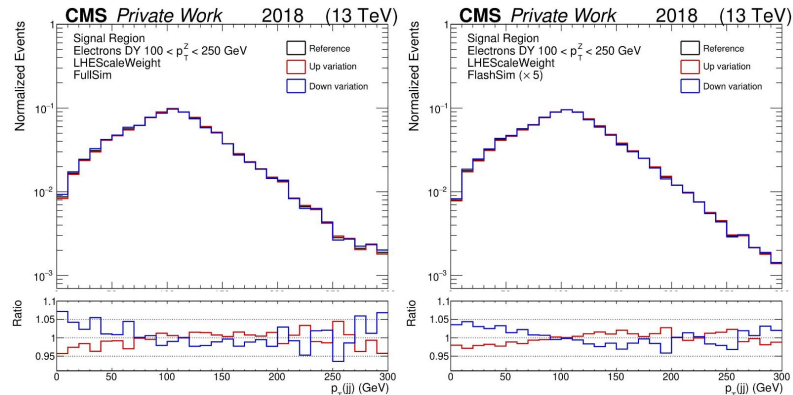 CMS Private Work 2018 (13 TeV)
Normalized Events
1
Signal Region
Electrons DY 100 < p_T^Z < 250 GeV
LHEScaleWeight
FullSim
Reference
Up variation
Down variation
10⁻¹
10⁻²
10⁻³
Ratio
1.1
1.05
1
0.95
0 50 100 150 200 250 300
p_T(jj) (GeV)
CMS Private Work 2018 (13 TeV)
Normalized Events
1
Signal Region
Electrons DY 100 < p_T^Z < 250 GeV
LHEScaleWeight
FlashSim (× 5)
Reference
Up variation
Down variation
10⁻¹
10⁻²
10⁻³
Ratio
1.1
1.05
1
0.95
0 50 100 150 200 250 300
p_T(jj) (GeV)